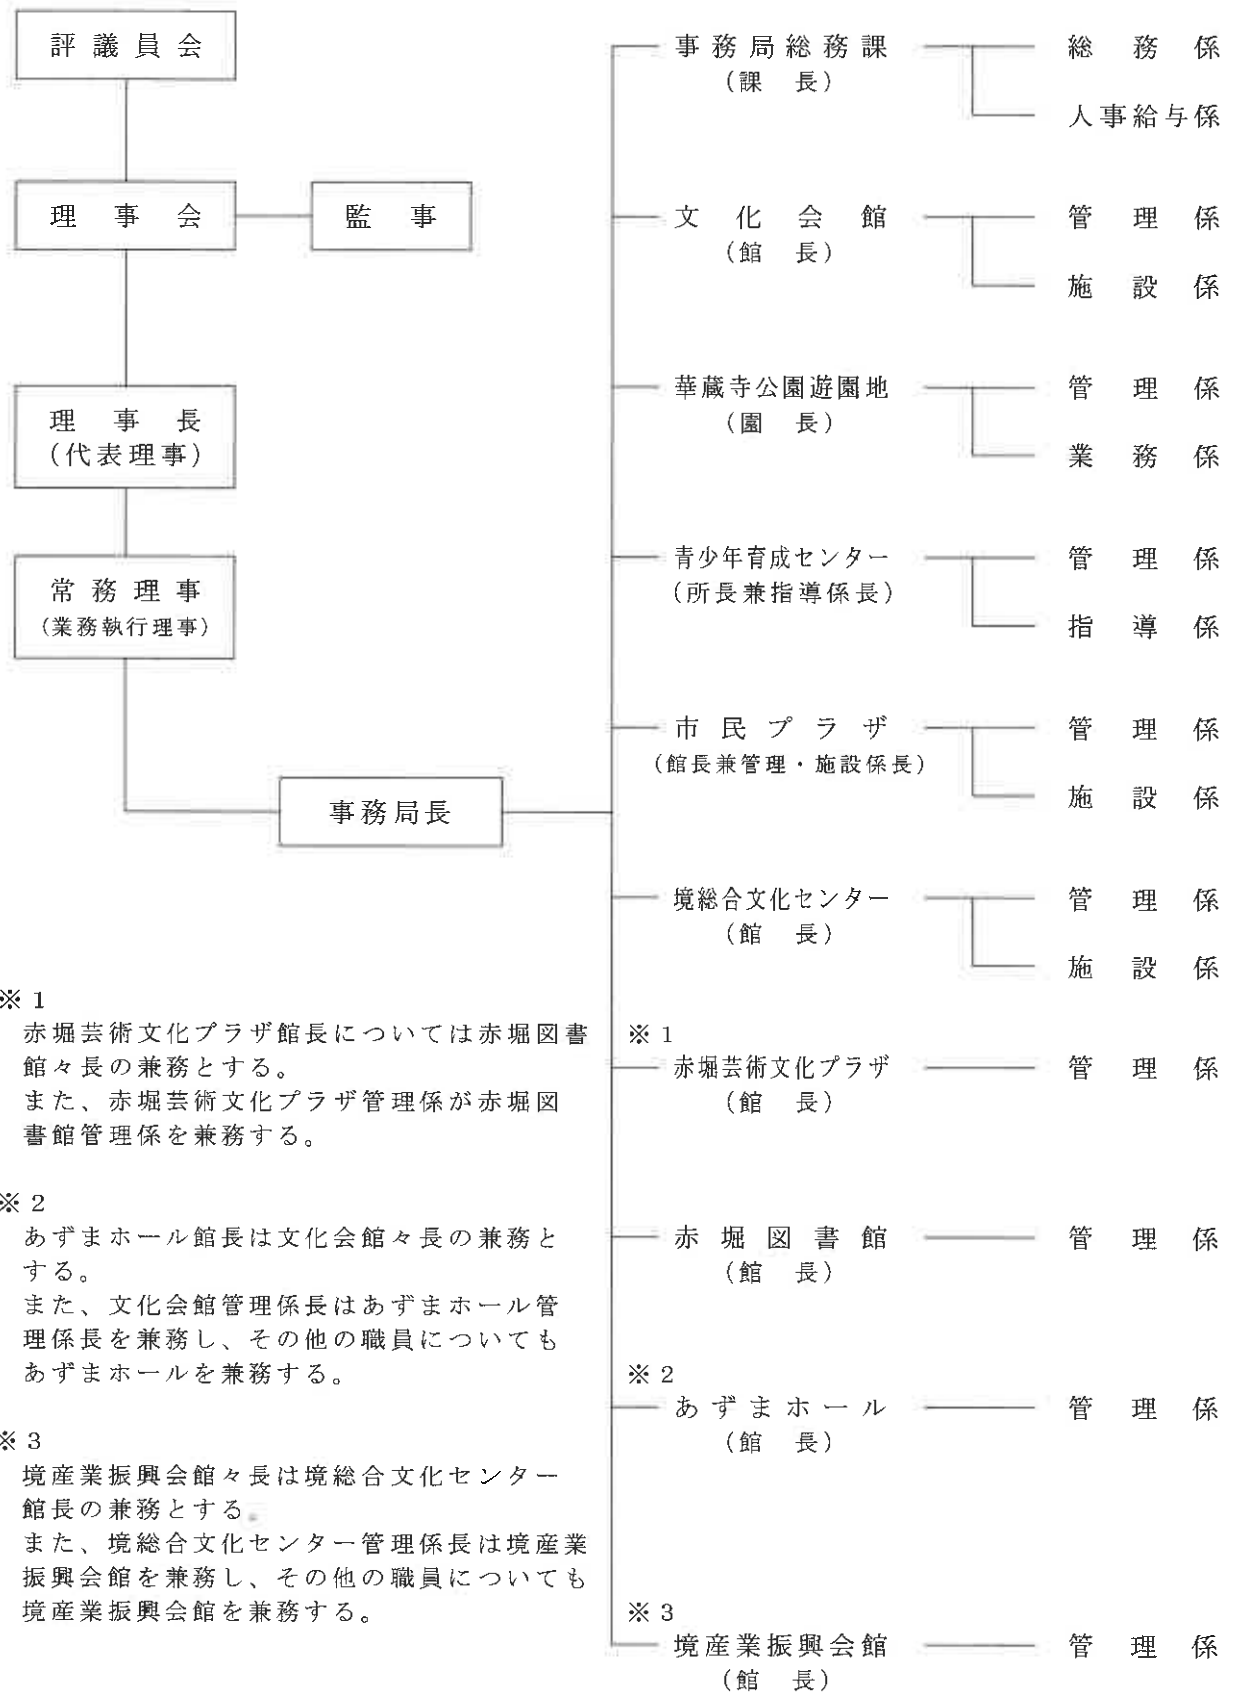 評議員会
理事会
監事
理事長
(代表理事)
常務理事
(業務執行理事)
事務局長
事務局総務課
(課長)
総務係
人事給与係
文化会館
(館長)
管理係
施設係
華蔵寺公園遊園地
(園長)
管理係
業務係
青少年育成センター
(所長兼指導係長)
管理係
指導係
市民プラザ
(館長兼管理・施設係長)
管理係
施設係
境総合文化センター
(館長)
管理係
施設係
※1
赤堀芸術文化プラザ
(館長)
管理係
赤堀図書館
(館長)
管理係
※2
あずまホール
(館長)
管理係
※3
境産業振興会館
(館長)
管理係
※1
赤堀芸術文化プラザ館長については赤堀図書
館々長の兼務とする。
また、赤堀芸術文化プラザ管理係が赤堀図
書館管理係を兼務する。
※2
あずまホール館長は文化会館々長の兼務と
する。
また、文化会館管理係長はあずまホール管
理係長を兼務し、その他の職員についても
あずまホールを兼務する。
※3
境産業振興会館々長は境総合文化センター
館長の兼務とする。
また、境総合文化センター管理係長は境産業
振興会館を兼務し、その他の職員についても
境産業振興会館を兼務する。